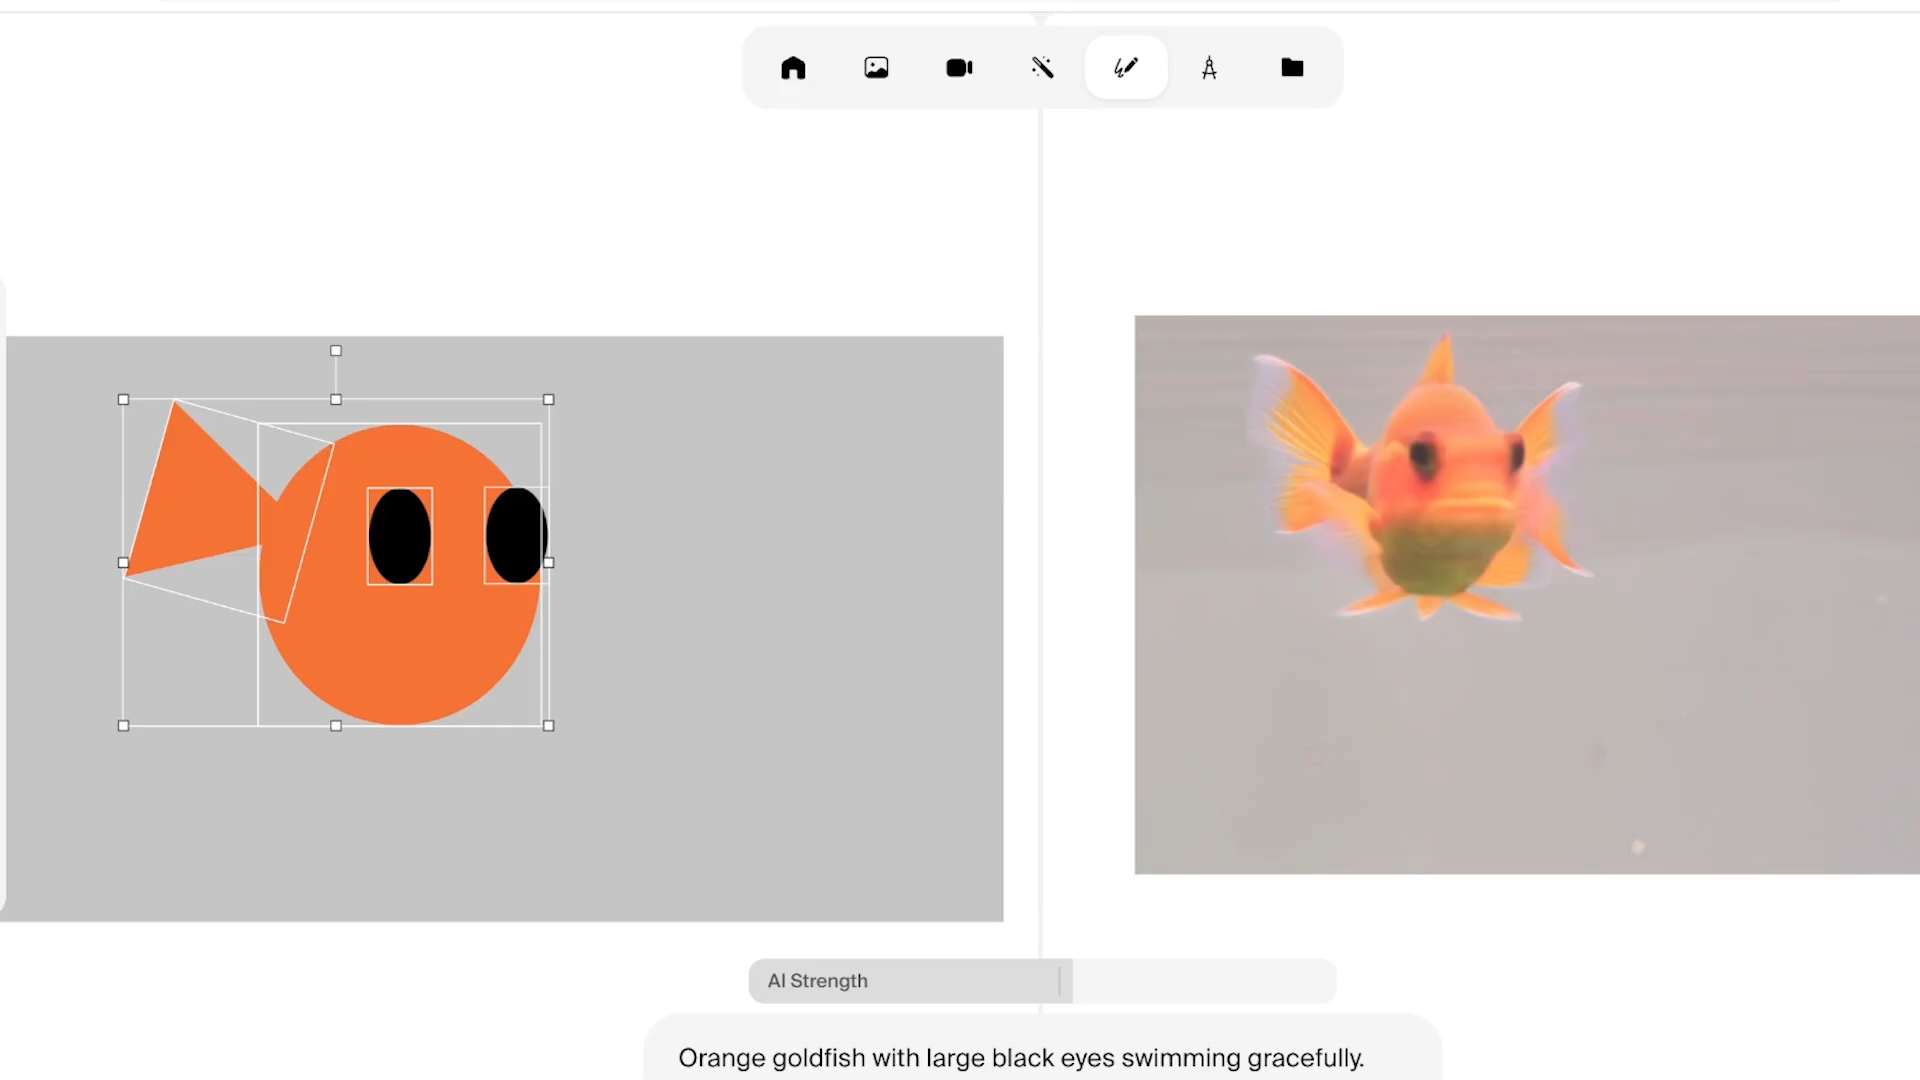 AI Strength
Orange goldfish with large black eyes swimming gracefully.